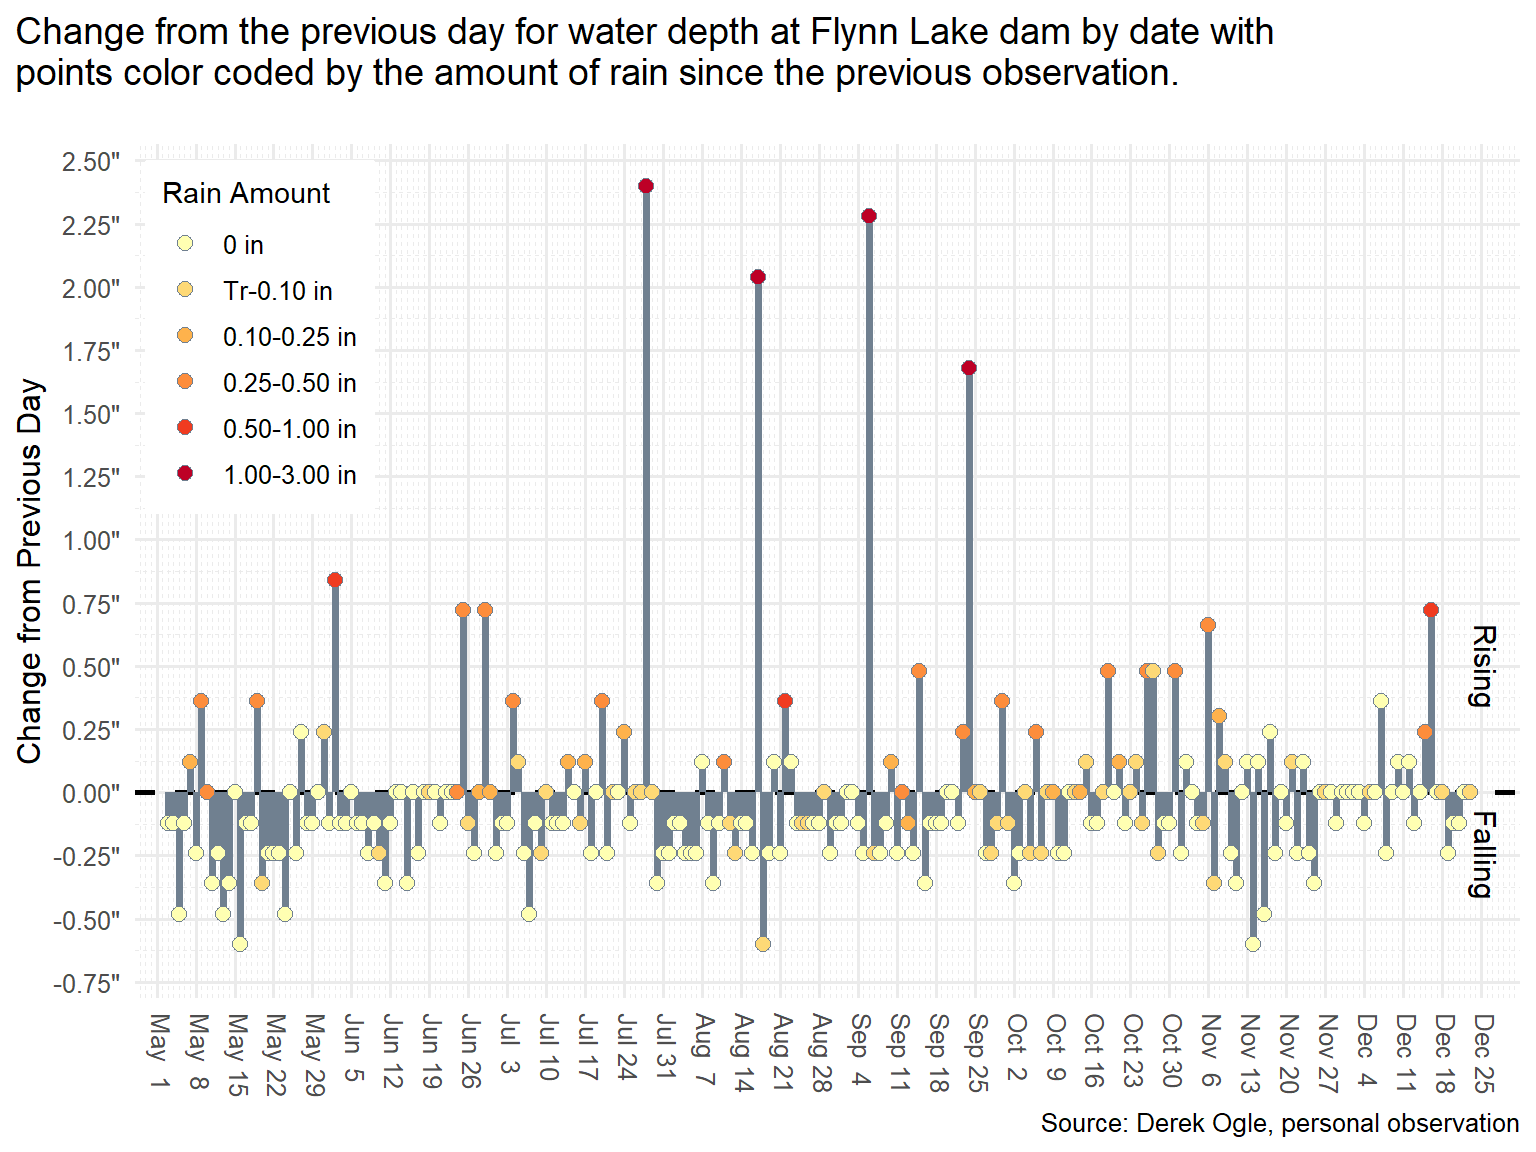 Change from the previous day for water depth at Flynn Lake dam by date with
points color coded by the amount of rain since the previous observation.
Change from Previous Day
2.50"
2.25"
2.00"
1.75"
1.50"
1.25"
1.00"
0.75"
0.50"
0.25"
0.00"
-0.25"
-0.50"
-0.75"
Rain Amount
0 in
Tr-0.10 in
0.10-0.25 in
0.25-0.50 in
0.50-1.00 in
1.00-3.00 in
Rising
Falling
May 1
May 8
May 15
May 22
May 29
Jun 5
Jun 12
Jun 19
Jun 26
Jul 3
Jul 10
Jul 17
Jul 24
Jul 31
Aug 7
Aug 14
Aug 21
Aug 28
Sep 4
Sep 11
Sep 18
Sep 25
Oct 2
Oct 9
Oct 16
Oct 23
Oct 30
Nov 6
Nov 13
Nov 20
Nov 27
Dec 4
Dec 11
Dec 18
Dec 25
Source: Derek Ogle, personal observation